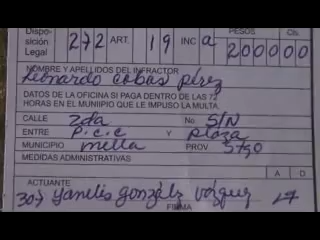 PESOS Cts.
Disposición Legal 272 ART. 19 INC a 200000
NOMBRE Y APELLIDOS DEL INFRACTOR
Leonardo Cobas Pérez
DATOS DE LA OFICINA SI PAGA DENTRO DE LAS 72
HORAS EN EL MUNIIPIO QUE LE IMPUSO LA MULTA.
CALLE 2da No. S/N
ENTRE P.C.C Y Plaza
MUNICIPIO mella PROV Stgo
MEDIDAS ADMINISTRATIVAS
A D
ACTUANTE
307 Yanelis González Vázquez 17
FIRMA